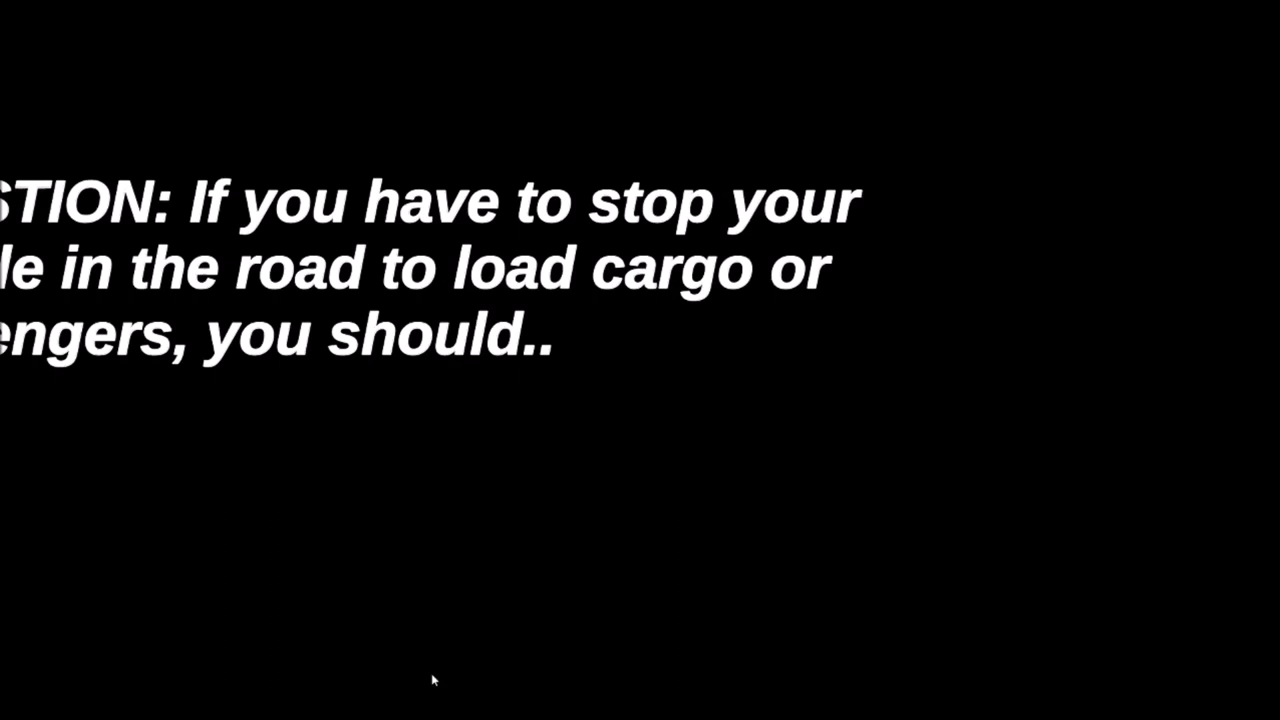 STION: If you have to stop your
le in the road to load cargo or
engers, you should..